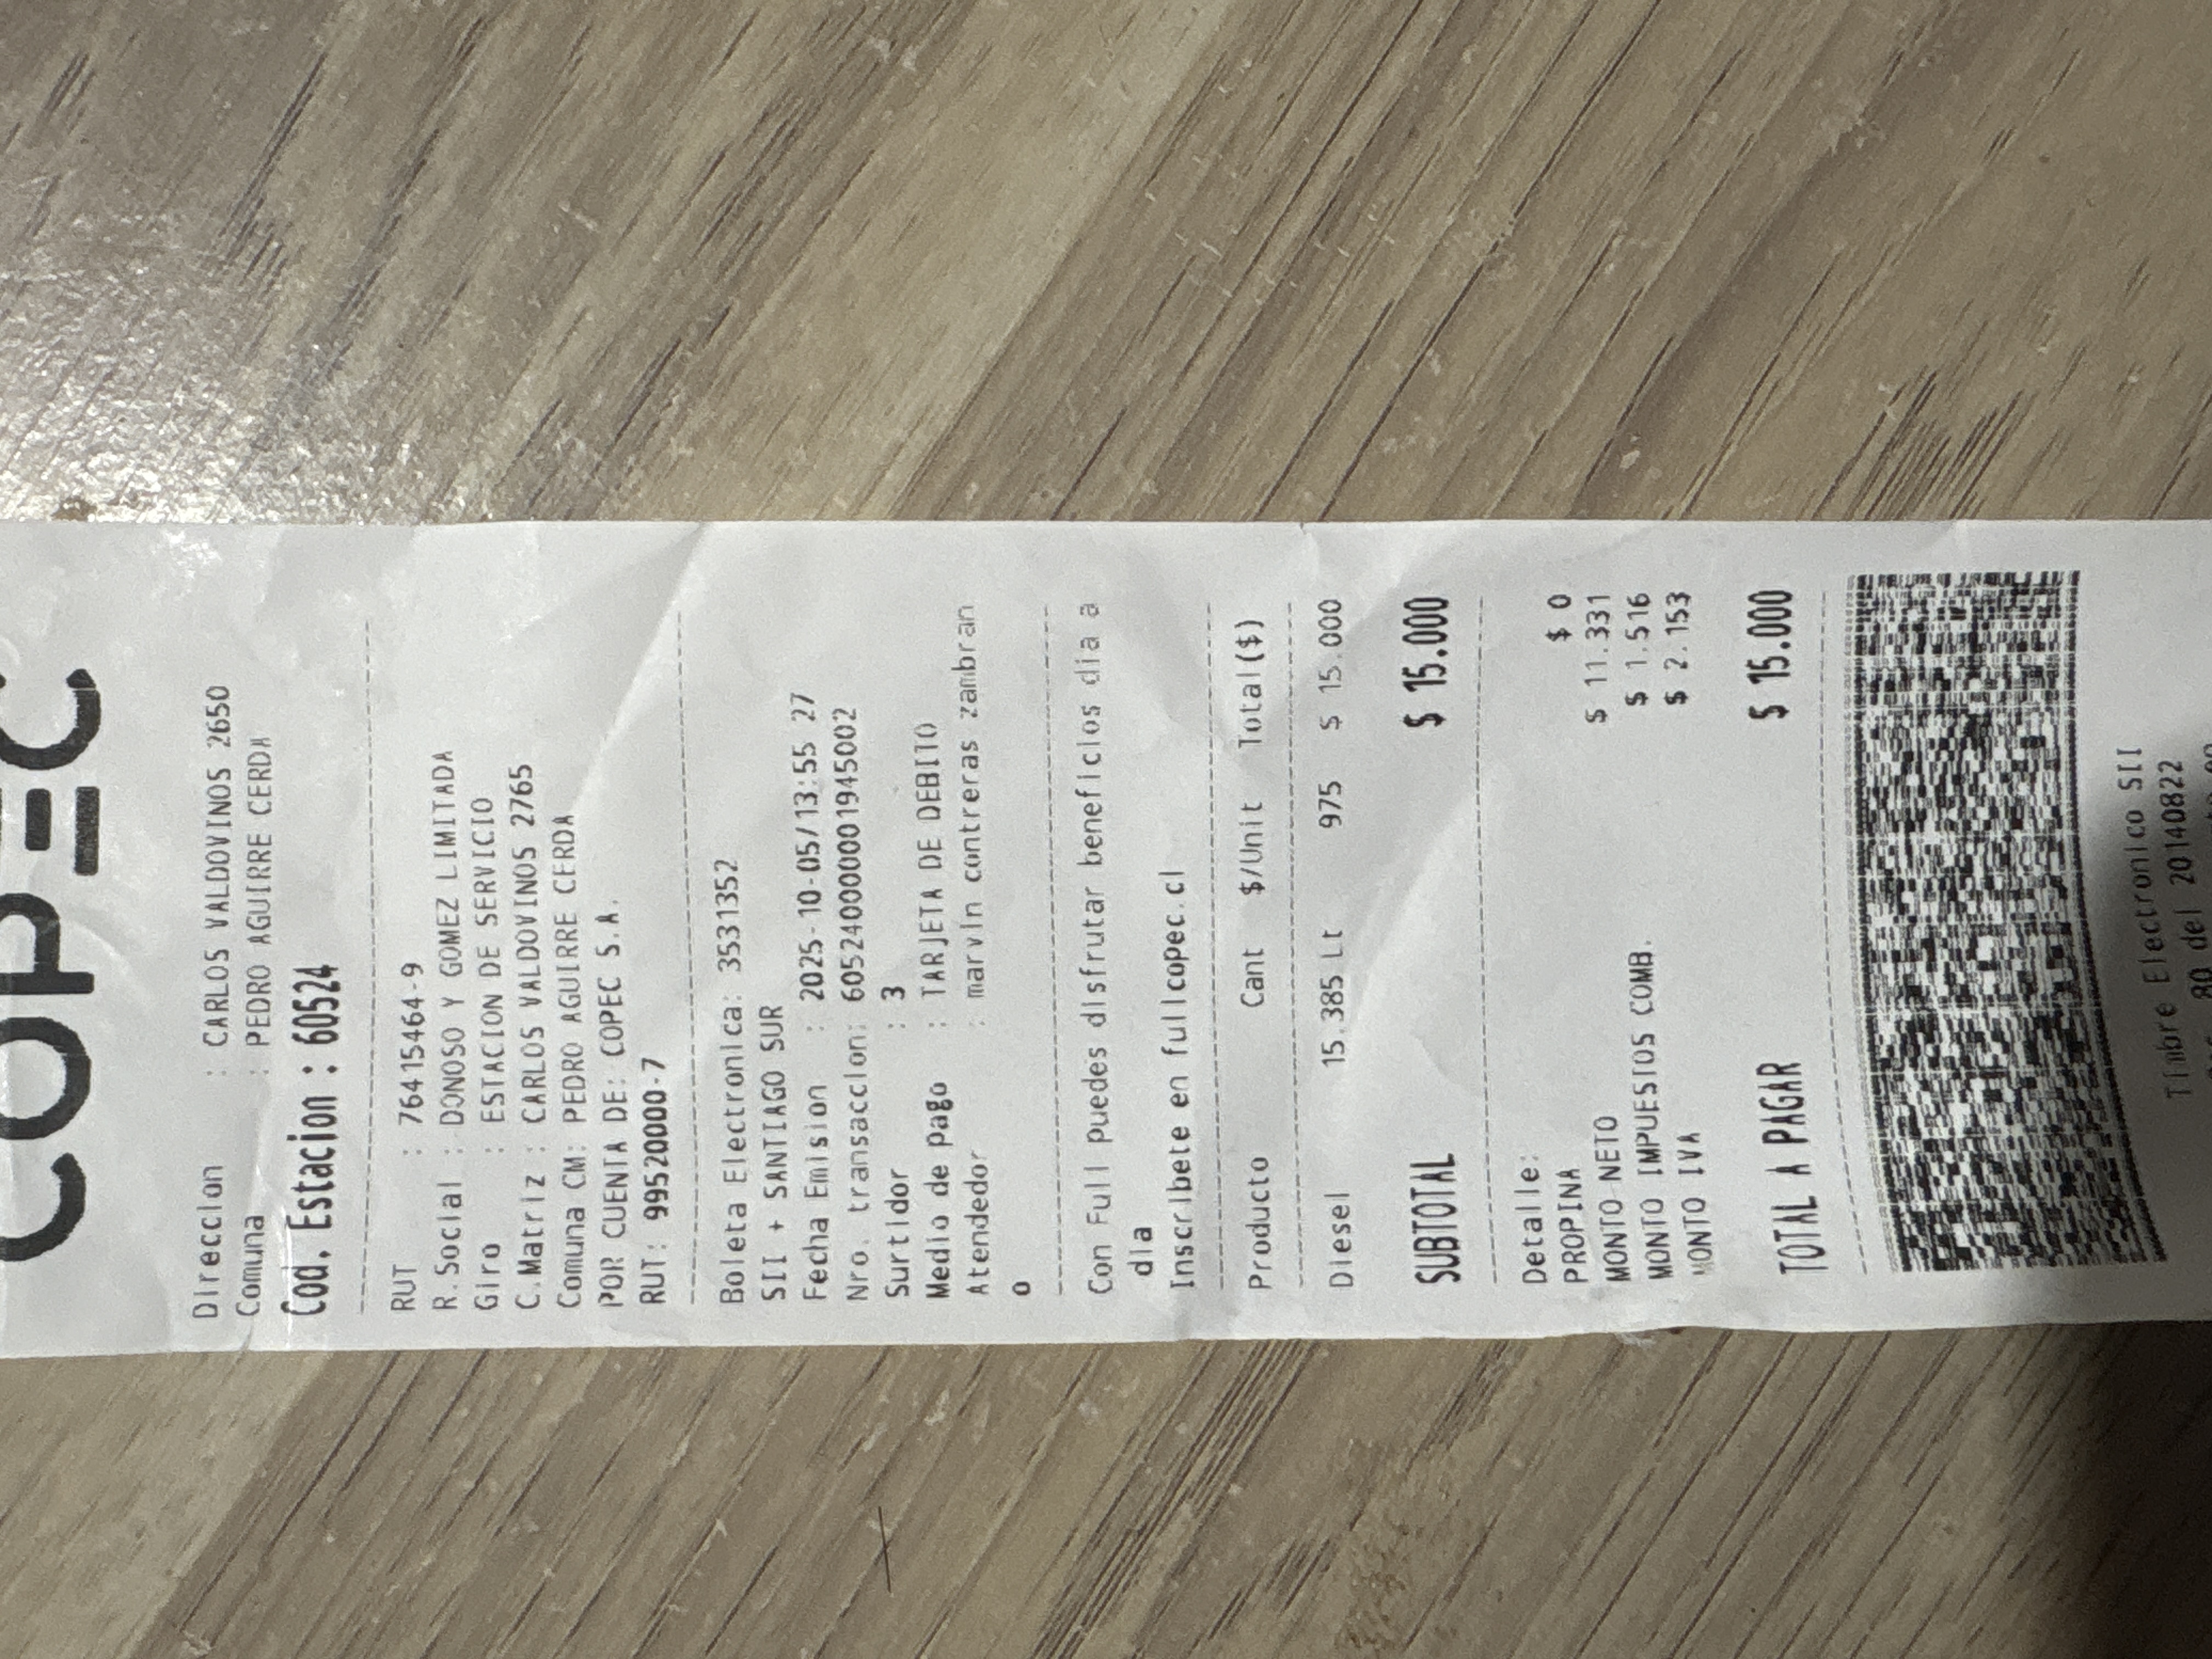 COPEC
Direccion : CARLOS VALDOVINOS 2650
Comuna : PEDRO AGUIRRE CERDA
Cod. Estacion : 60524
RUT : 76415464-9
R.Social : DONOSO Y GOMEZ LIMITADA
Giro : ESTACION DE SERVICIO
C.Matriz : CARLOS VALDOVINOS 2765
Comuna CM: PEDRO AGUIRRE CERDA
POR CUENTA DE: COPEC S.A.
RUT: 99520000-7
Boleta Electronica: 3531352
SII + SANTIAGO SUR
Fecha Emision : 2025-10-05/13:55 27
Nro. transaccion: 6052400000001945002
Surtidor : 3
Medio de pago : TARJETA DE DEBITO
Atendedor : marvin contreras zambran
o
Con Full puedes disfrutar beneficios dia a
dia
Inscribete en fullcopec.cl
Producto Cant $/Unit Total($)
Diesel 15.385 Lt 975 $ 15.000
SUBTOTAL $ 15.000
Detalle:
PROPINA $ 0
MONTO NETO $ 11.331
MONTO IMPUESTOS COMB. $ 1.516
MONTO IVA $ 2.153
TOTAL A PAGAR $ 15.000
Timbre Electronico SII
80 del 20140822